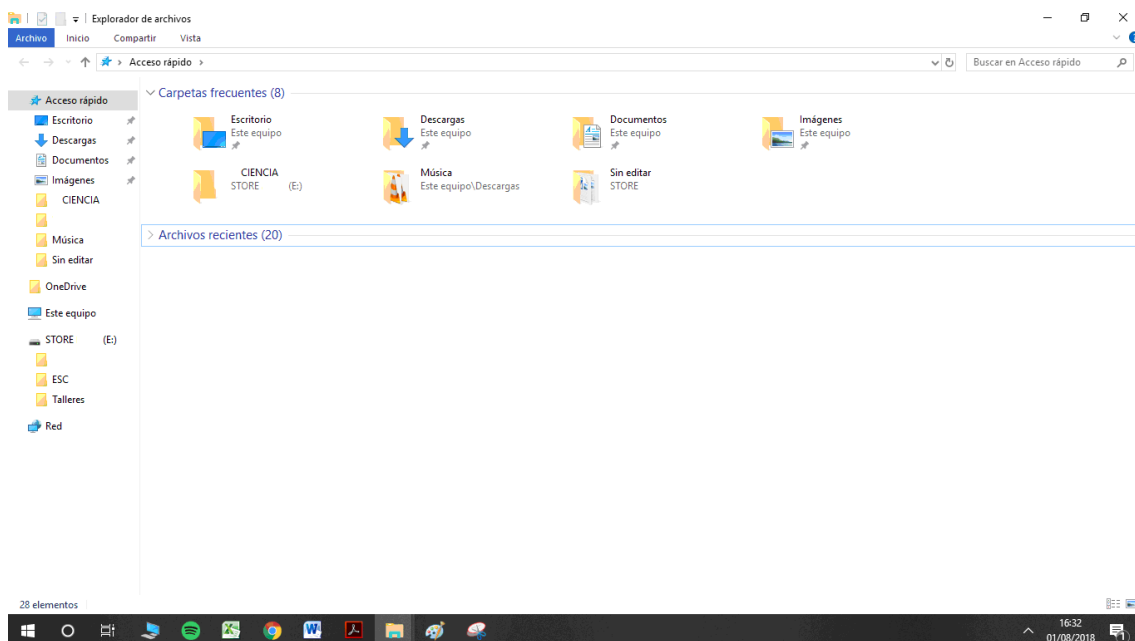 Explorador de archivos
Archivo Inicio Compartir Vista
Acceso rápido
Buscar en Acceso rápido
Acceso rápido
Escritorio
Descargas
Documentos
Imágenes
CIENCIA
Música
Sin editar
OneDrive
Este equipo
STORE (E:)
ESC
Talleres
Red
Carpetas frecuentes (8)
Escritorio
Este equipo
Descargas
Este equipo
Documentos
Este equipo
Imágenes
Este equipo
CIENCIA
STORE (E:)
Música
Este equipo\Descargas
Sin editar
STORE
Archivos recientes (20)
28 elementos
16:32
01/08/2018